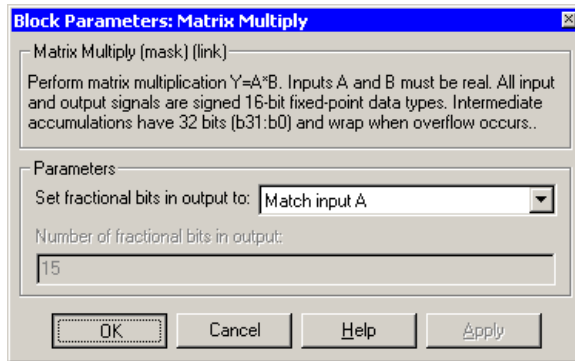 Block Parameters: Matrix Multiply
Matrix Multiply (mask) (link)
Perform matrix multiplication Y=A*B. Inputs A and B must be real. All input
and output signals are signed 16-bit fixed-point data types. Intermediate
accumulations have 32 bits (b31:b0) and wrap when overflow occurs..
Parameters
Set fractional bits in output to: Match input A
Number of fractional bits in output:
15
OK Cancel Help Apply